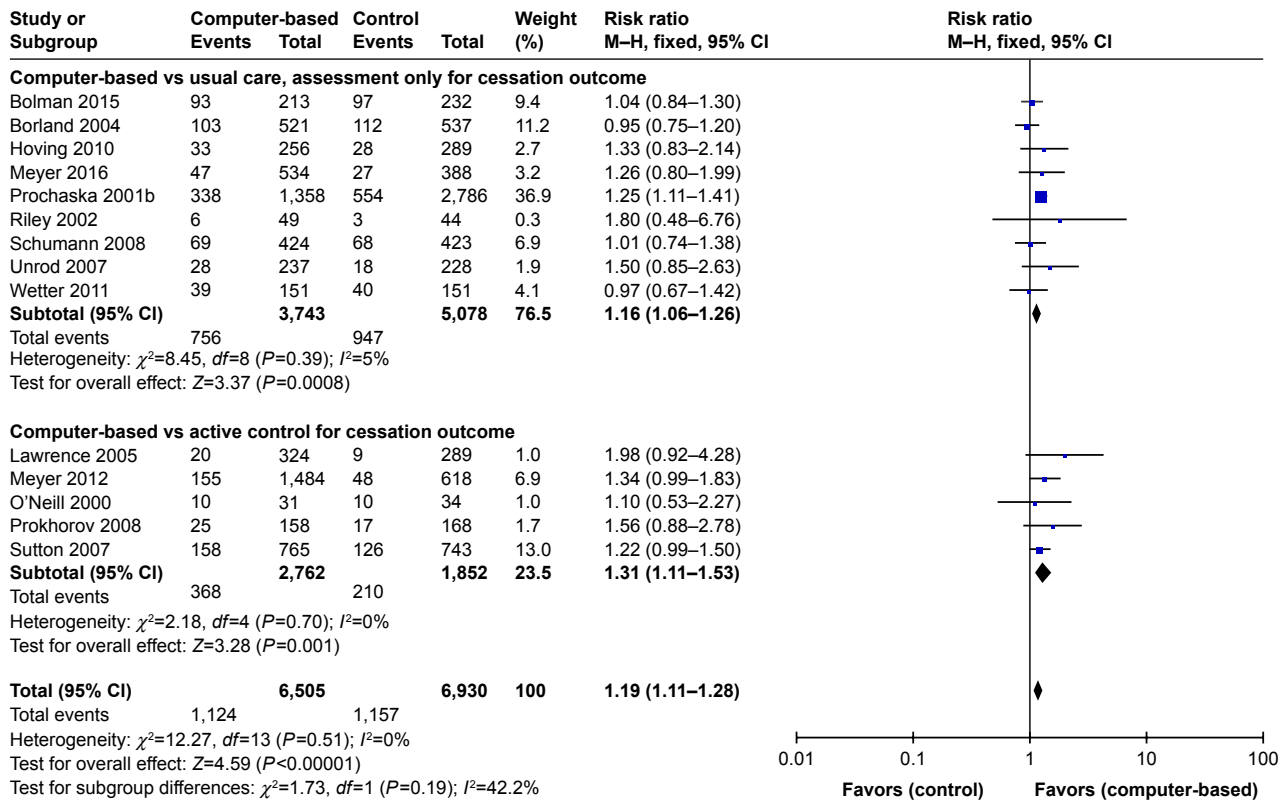 Study or Computer-based Control Weight Risk ratio Risk ratio
Subgroup Events Total Events Total (%) M–H, fixed, 95% CI M–H, fixed, 95% CI
Computer-based vs usual care, assessment only for cessation outcome
Bolman 2015 93 213 97 232 9.4 1.04 (0.84–1.30)
Borland 2004 103 521 112 537 11.2 0.95 (0.75–1.20)
Hoving 2010 33 256 28 289 2.7 1.33 (0.83–2.14)
Meyer 2016 47 534 27 388 3.2 1.26 (0.80–1.99)
Prochaska 2001b 338 1,358 554 2,786 36.9 1.25 (1.11–1.41)
Riley 2002 6 49 3 44 0.3 1.80 (0.48–6.76)
Schumann 2008 69 424 68 423 6.9 1.01 (0.74–1.38)
Unrod 2007 28 237 18 228 1.9 1.50 (0.85–2.63)
Wetter 2011 39 151 40 151 4.1 0.97 (0.67–1.42)
Subtotal (95% CI) 3,743 5,078 76.5 1.16 (1.06–1.26)
Total events 756 947
Heterogeneity: χ²=8.45, df=8 (P=0.39); I²=5%
Test for overall effect: Z=3.37 (P=0.0008)
Computer-based vs active control for cessation outcome
Lawrence 2005 20 324 9 289 1.0 1.98 (0.92–4.28)
Meyer 2012 155 1,484 48 618 6.9 1.34 (0.99–1.83)
O'Neill 2000 10 31 10 34 1.0 1.10 (0.53–2.27)
Prokhorov 2008 25 158 17 168 1.7 1.56 (0.88–2.78)
Sutton 2007 158 765 126 743 13.0 1.22 (0.99–1.50)
Subtotal (95% CI) 2,762 1,852 23.5 1.31 (1.11–1.53)
Total events 368 210
Heterogeneity: χ²=2.18, df=4 (P=0.70); I²=0%
Test for overall effect: Z=3.28 (P=0.001)
Total (95% CI) 6,505 6,930 100 1.19 (1.11–1.28)
Total events 1,124 1,157
Heterogeneity: χ²=12.27, df=13 (P=0.51); I²=0%
Test for overall effect: Z=4.59 (P<0.00001)
Test for subgroup differences: χ²=1.73, df=1 (P=0.19); I²=42.2%
0.01 0.1 1 10 100
Favors (control) Favors (computer-based)